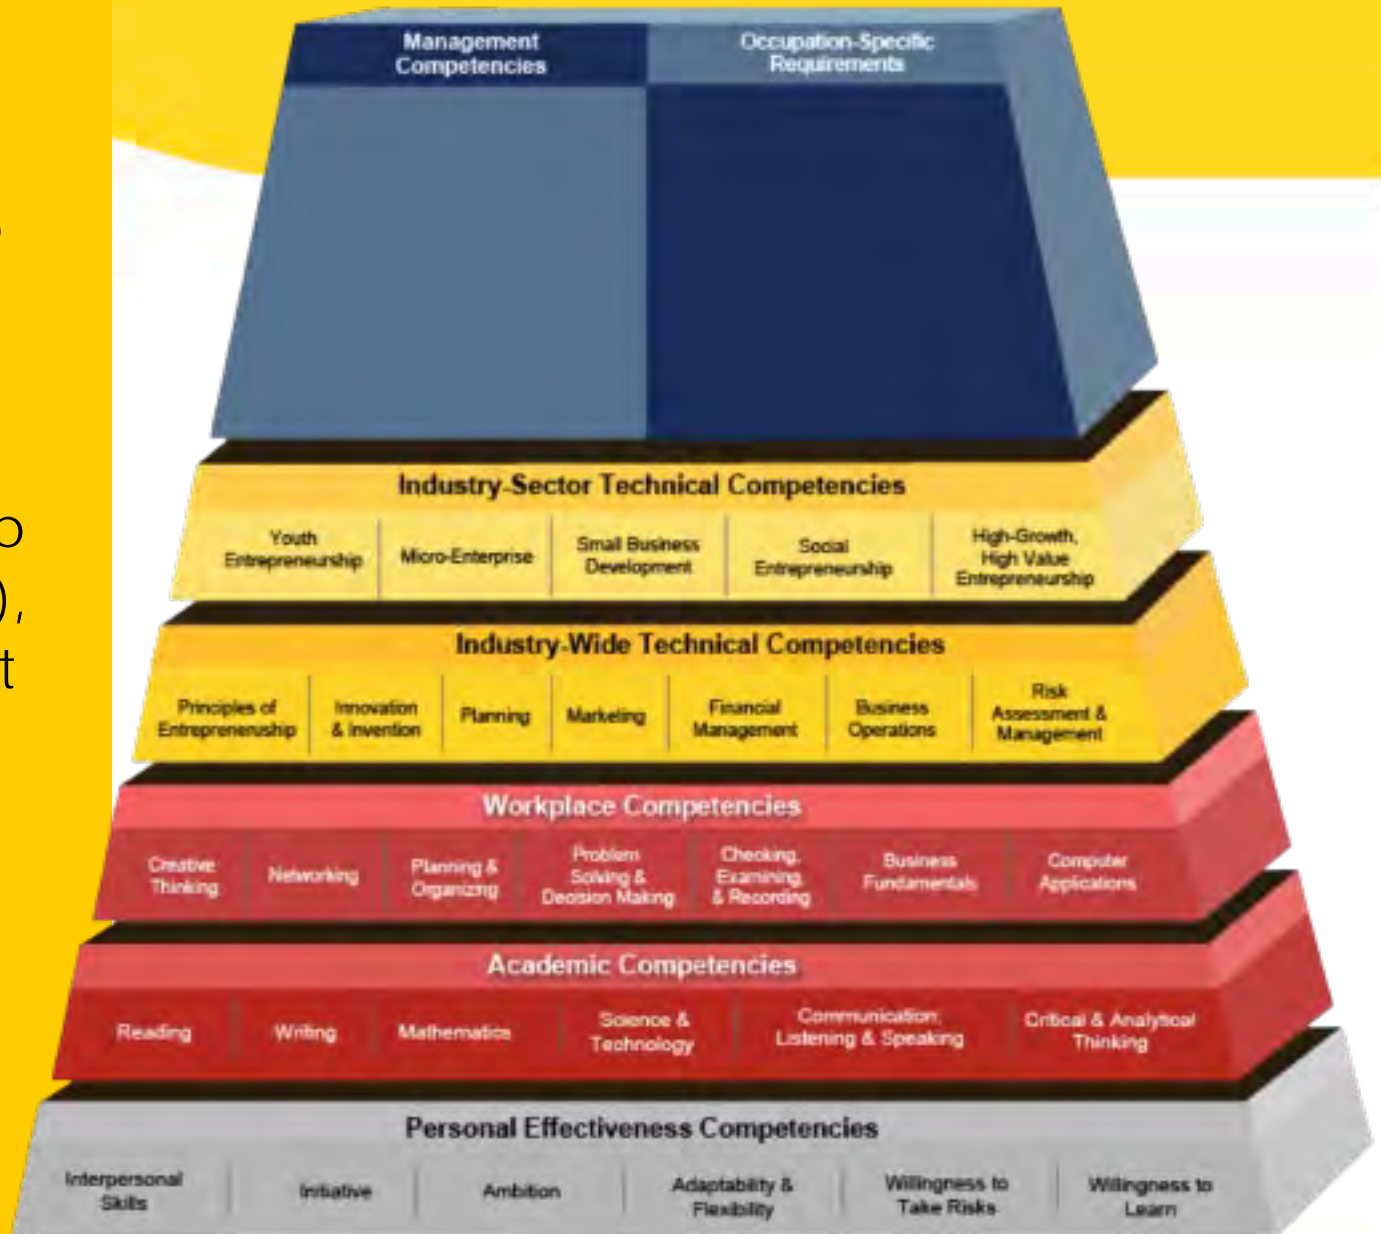 Management
Competencies
Occupation-Specific
Requirements
Industry-Sector Technical Competencies
Youth
Entrepreneurship
Micro-Enterprise
Small Business
Development
Social
Entrepreneurship
High-Growth,
High Value
Entrepreneurship
Industry-Wide Technical Competencies
Principles of
Entrepreneruship
Innovation
& Invention
Planning
Marketing
Financial
Management
Business
Operations
Risk
Assessment &
Management
Workplace Competencies
Creative
Thinking
Networking
Planning &
Organizing
Problem
Solving &
Decision Making
Checking,
Examining,
& Recording
Business
Fundamentals
Computer
Applications
Academic Competencies
Reading
Writing
Mathematics
Science &
Technology
Communication:
Listening & Speaking
Critical & Analytical
Thinking
Personal Effectiveness Competencies
Interpersonal
Skills
Initiative
Ambition
Adaptability &
Flexibility
Willingness to
Take Risks
Willingness to
Learn